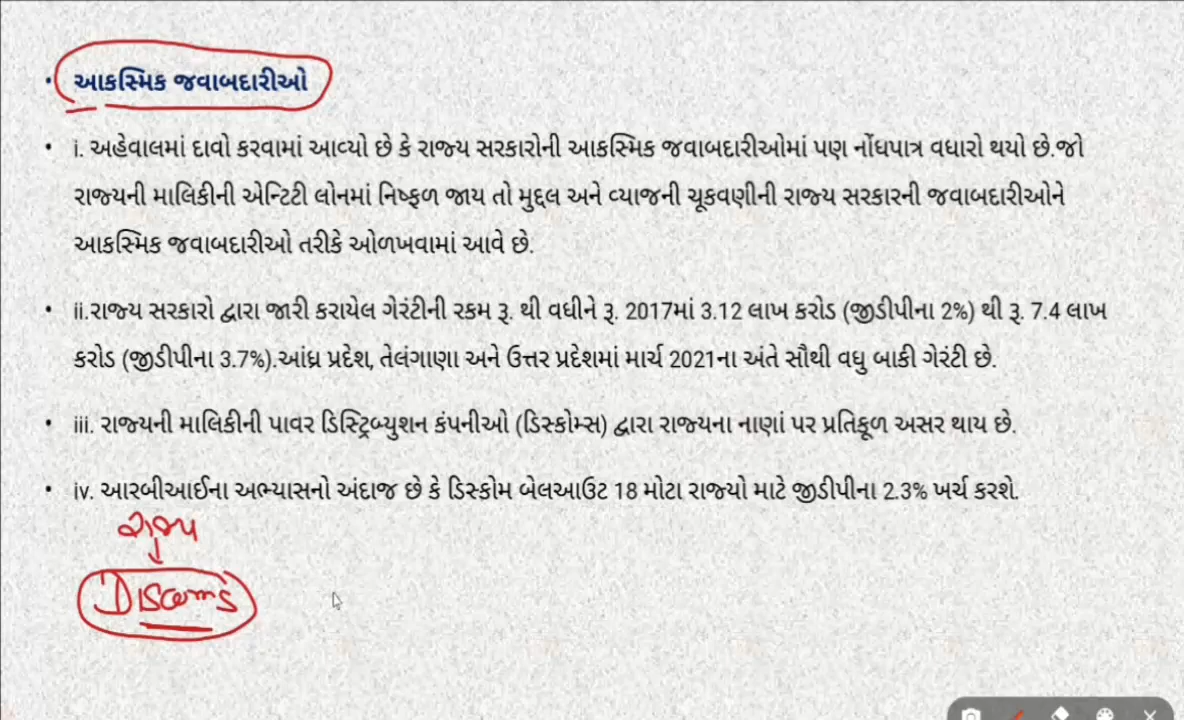 • આકસ્મિક જવાબદારીઓ
• i. અહેવાલમાં દાવો કરવામાં આવ્યો છે કે રાજ્ય સરકારોની આકસ્મિક જવાબદારીઓમાં પણ નોંધપાત્ર વધારો થયો છે.જો
રાજ્યની માલિકીની એન્ટિટી લોનમાં નિષ્ફળ જાય તો મુદ્દલ અને વ્યાજની ચૂકવણીની રાજ્ય સરકારની જવાબદારીઓને
આકસ્મિક જવાબદારીઓ તરીકે ઓળખવામાં આવે છે.
• ii.રાજ્ય સરકારો દ્વારા જારી કરાયેલ ગેરંટીની રકમ રૂ. થી વધીને રૂ. 2017માં 3.12 લાખ કરોડ (જીડીપીના 2%) થી રૂ. 7.4 લાખ
કરોડ (જીડીપીના 3.7%).આંધ્ર પ્રદેશ, તેલંગાણા અને ઉત્તર પ્રદેશમાં માર્ચ 2021ના અંતે સૌથી વધુ બાકી ગેરંટી છે.
• iii. રાજ્યની માલિકીની પાવર ડિસ્ટ્રિબ્યુશન કંપનીઓ (ડિસ્કોમ્સ) દ્વારા રાજ્યના નાણાં પર પ્રતિકૂળ અસર થાય છે.
• iv. આરબીઆઈના અભ્યાસનો અંદાજ છે કે ડિસ્કોમ બેલઆઉટ 18 મોટા રાજ્યો માટે જીડીપીના 2.3% ખર્ચ કરશે.
રાજ્ય
Discoms